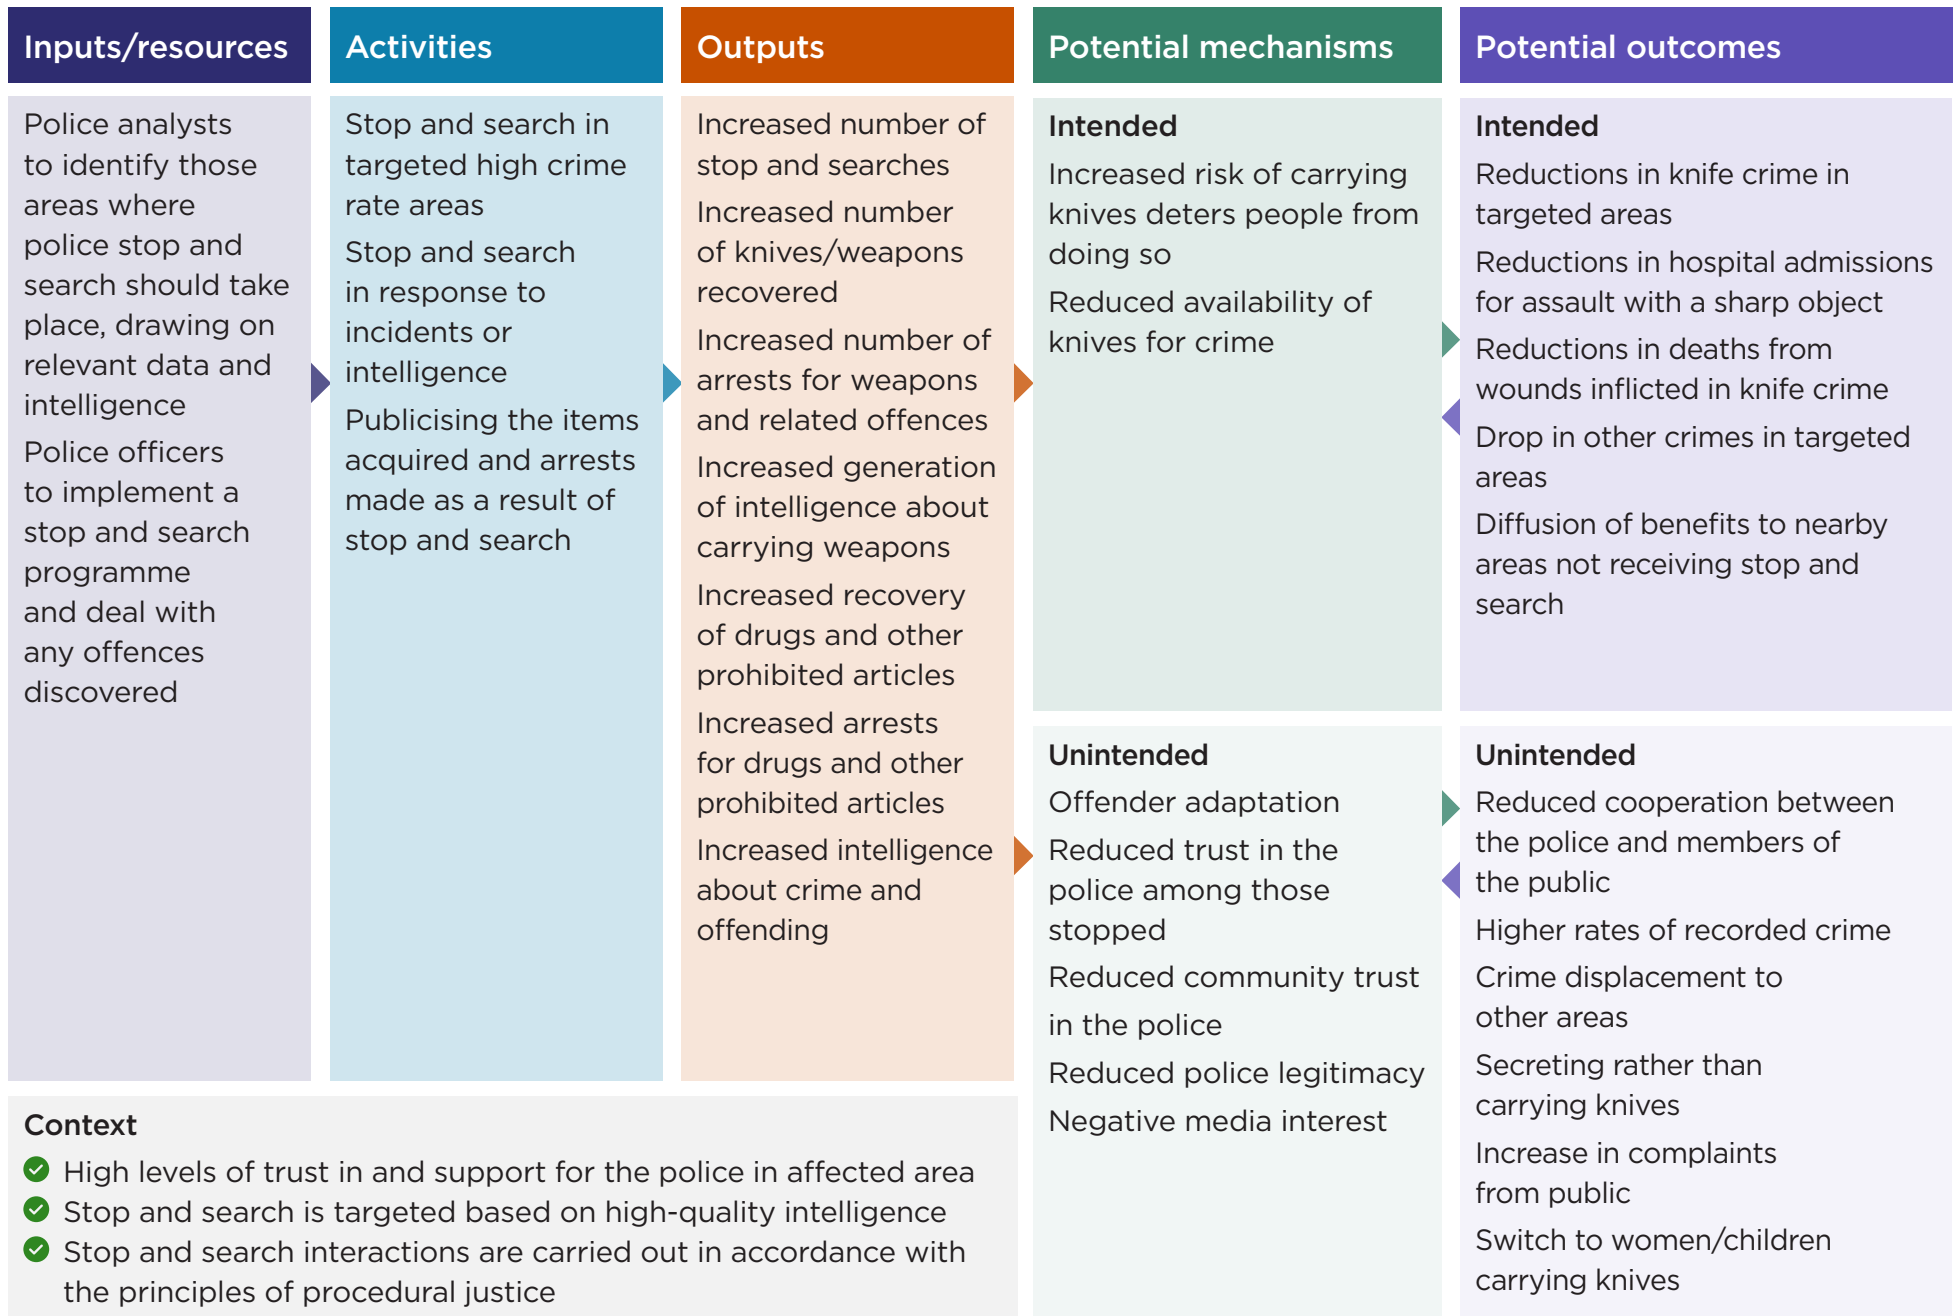 Inputs/resources
Police analysts
to identify those
areas where
police stop and
search should take
place, drawing on
relevant data and
intelligence
Police officers
to implement a
stop and search
programme
and deal with
any offences
discovered
Activities
Stop and search in
targeted high crime
rate areas
Stop and search
in response to
incidents or
intelligence
Publicising the items
acquired and arrests
made as a result of
stop and search
Outputs
Increased number of
stop and searches
Increased number
of knives/weapons
recovered
Increased number of
arrests for weapons
and related offences
Increased generation
of intelligence about
carrying weapons
Increased recovery
of drugs and other
prohibited articles
Increased arrests
for drugs and other
prohibited articles
Increased intelligence
about crime and
offending
Potential mechanisms
Intended
Increased risk of carrying
knives deters people from
doing so
Reduced availability of
knives for crime
Unintended
Offender adaptation
Reduced trust in the
police among those
stopped
Reduced community trust
in the police
Reduced police legitimacy
Negative media interest
Potential outcomes
Intended
Reductions in knife crime in
targeted areas
Reductions in hospital admissions
for assault with a sharp object
Reductions in deaths from
wounds inflicted in knife crime
Drop in other crimes in targeted
areas
Diffusion of benefits to nearby
areas not receiving stop and
search
Unintended
Reduced cooperation between
the police and members of
the public
Higher rates of recorded crime
Crime displacement to
other areas
Secreting rather than
carrying knives
Increase in complaints
from public
Switch to women/children
carrying knives
Context
High levels of trust in and support for the police in affected area
Stop and search is targeted based on high-quality intelligence
Stop and search interactions are carried out in accordance with
the principles of procedural justice